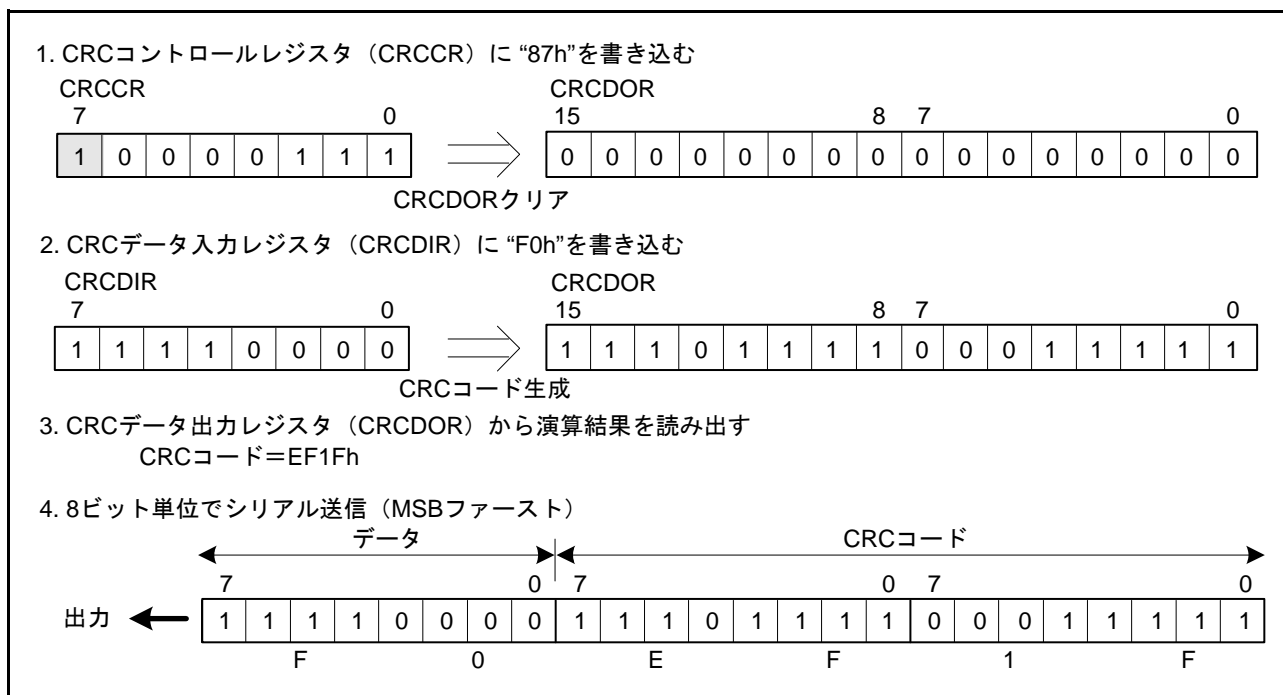 1. CRCコントロールレジスタ（CRCCR）に “87h”を書き込む
CRCCR CRCDOR
7 0 15 8 7 0
1 0 0 0 0 1 1 1 0 0 0 0 0 0 0 0 0 0 0 0 0 0 0 0
CRCDORクリア
2. CRCデータ入力レジスタ（CRCDIR）に “F0h”を書き込む
CRCDIR CRCDOR
7 0 15 8 7 0
1 1 1 1 0 0 0 0 1 1 1 0 1 1 1 1 0 0 0 1 1 1 1 1
CRCコード生成
3. CRCデータ出力レジスタ（CRCDOR）から演算結果を読み出す
CRCコード＝EF1Fh
4. 8ビット単位でシリアル送信（MSBファースト）
データ CRCコード
7 0 7 0 7 0
出力 1 1 1 1 0 0 0 0 1 1 1 0 1 1 1 1 0 0 0 1 1 1 1 1
F 0 E F 1 F